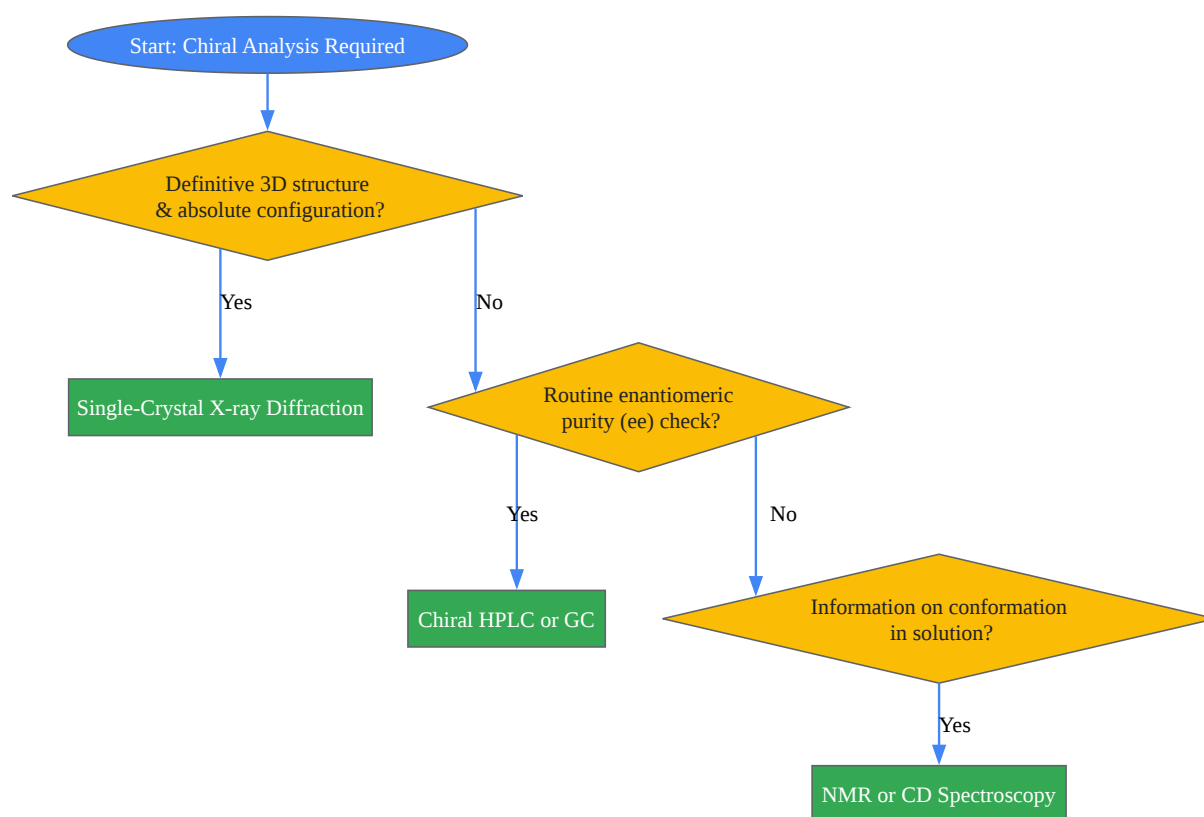 Start: Chiral Analysis Required
Definitive 3D structure
& absolute configuration?
Yes
No
Single-Crystal X-ray Diffraction
Routine enantiomeric
purity (ee) check?
Yes
No
Chiral HPLC or GC
Information on conformation
in solution?
Yes
NMR or CD Spectroscopy